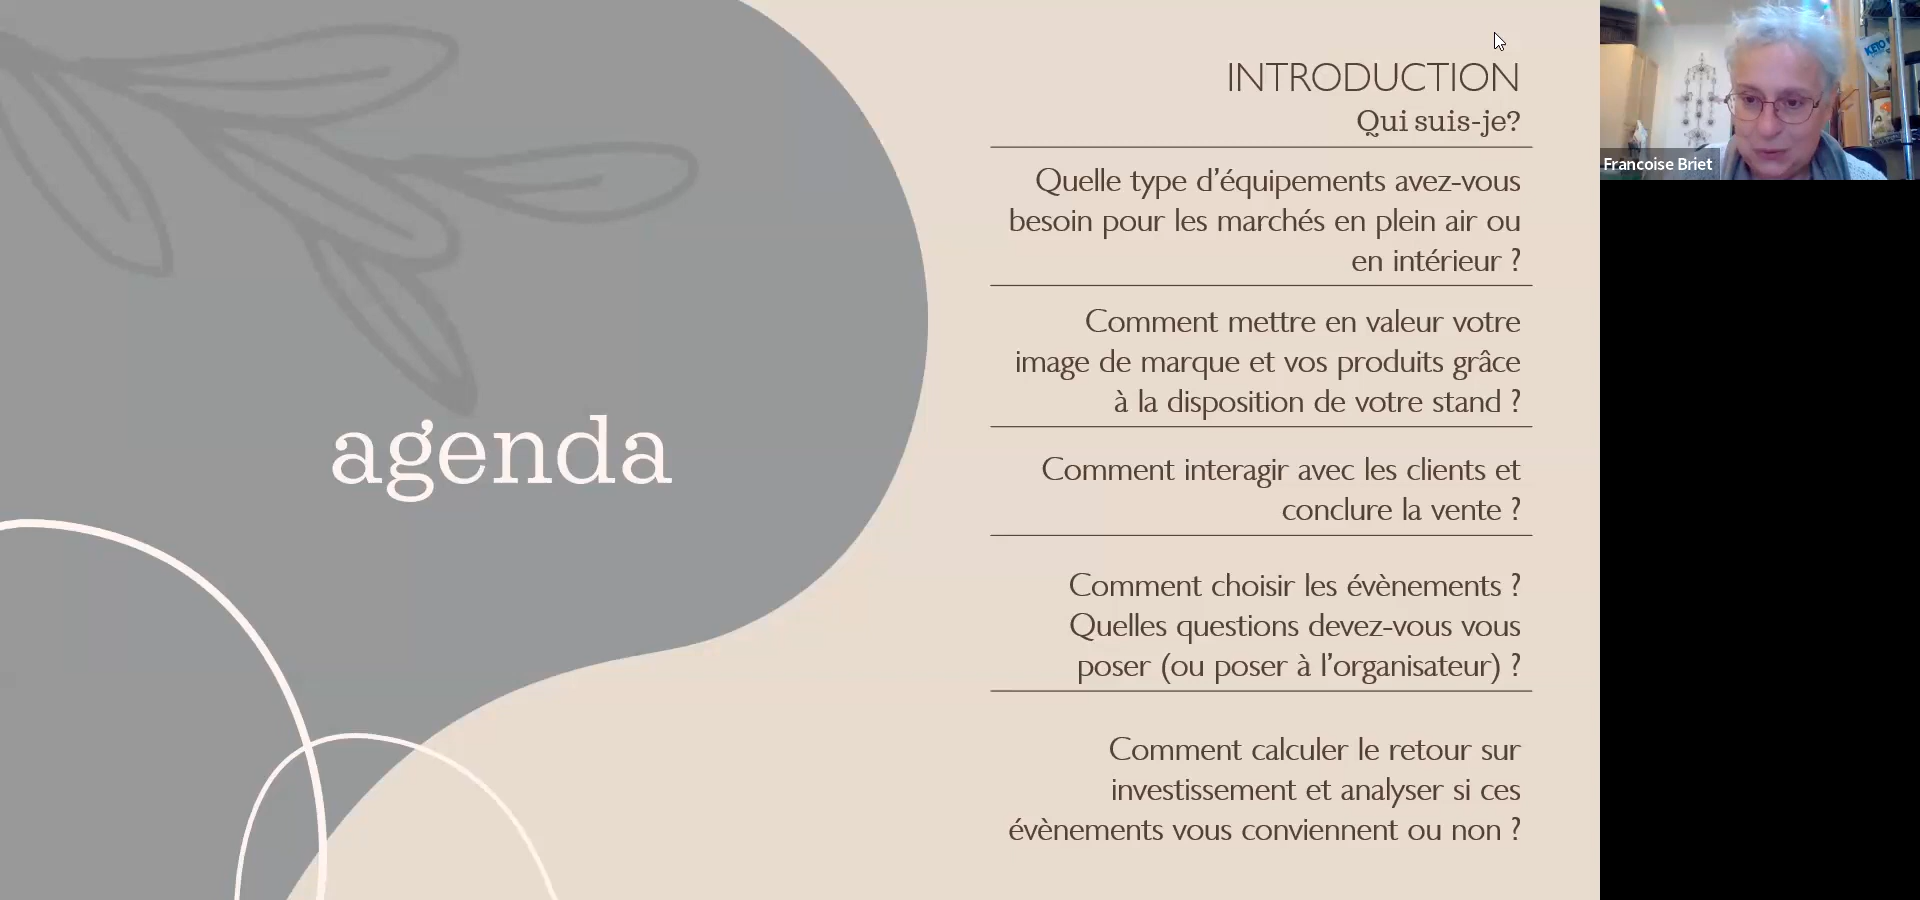 agenda
INTRODUCTION
Qui suis-je?
Quelle type d’équipements avez-vous
besoin pour les marchés en plein air ou
en intérieur ?
Comment mettre en valeur votre
image de marque et vos produits grâce
à la disposition de votre stand ?
Comment interagir avec les clients et
conclure la vente ?
Comment choisir les évènements ?
Quelles questions devez-vous vous
poser (ou poser à l’organisateur) ?
Comment calculer le retour sur
investissement et analyser si ces
évènements vous conviennent ou non ?
KETO
Francoise Briet